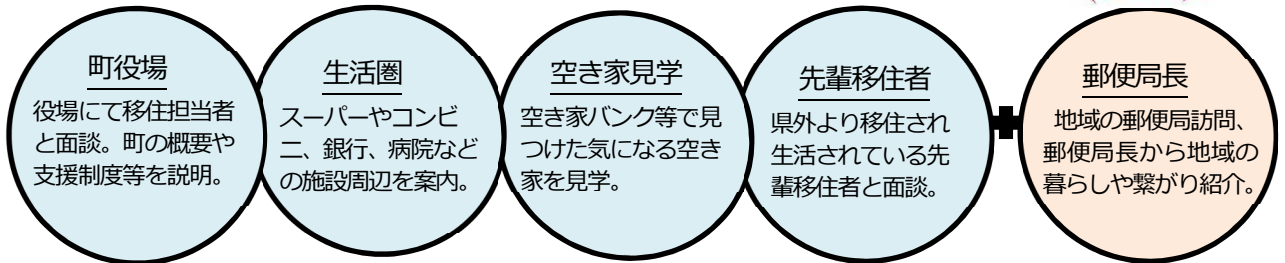 町役場
役場にて移住担当者
と面談。町の概要や
支援制度等を説明。
生活圏
スーパーやコンビ
ニ、銀行、病院など
の施設周辺を案内。
空き家見学
空き家バンク等で見
つけた気になる空き
家を見学。
先輩移住者
県外より移住され
生活されている先
輩移住者と面談。
郵便局長
地域の郵便局訪問、
郵便局長から地域の
暮らしや繋がり紹介。